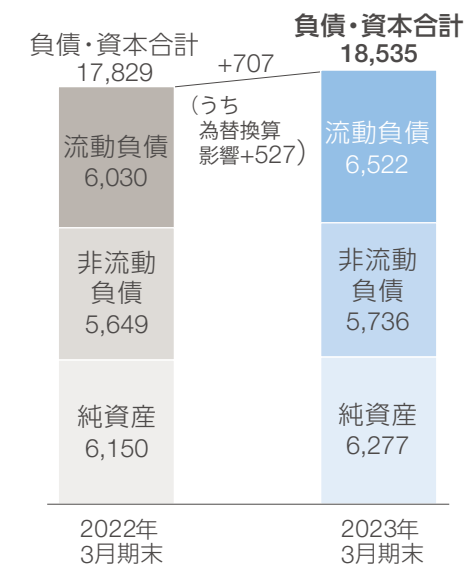 負債・資本合計
17,829
+707
負債・資本合計
18,535
（うち
為替換算
影響+527）
流動負債
6,030
非流動
負債
5,649
純資産
6,150
流動負債
6,522
非流動
負債
5,736
純資産
6,277
2022年
3月期末
2023年
3月期末